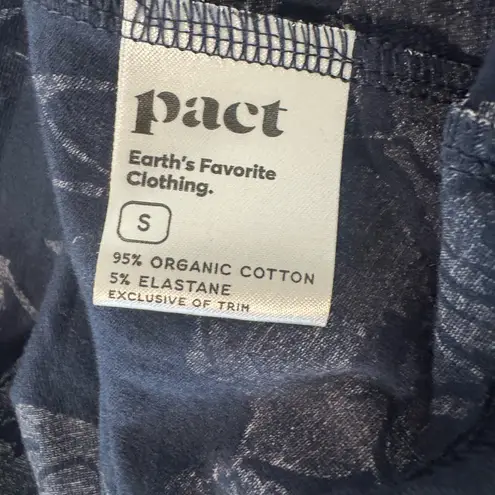 pact
Earth's Favorite
Clothing.
S
95% ORGANIC COTTON
5% ELASTANE
EXCLUSIVE OF TRIM